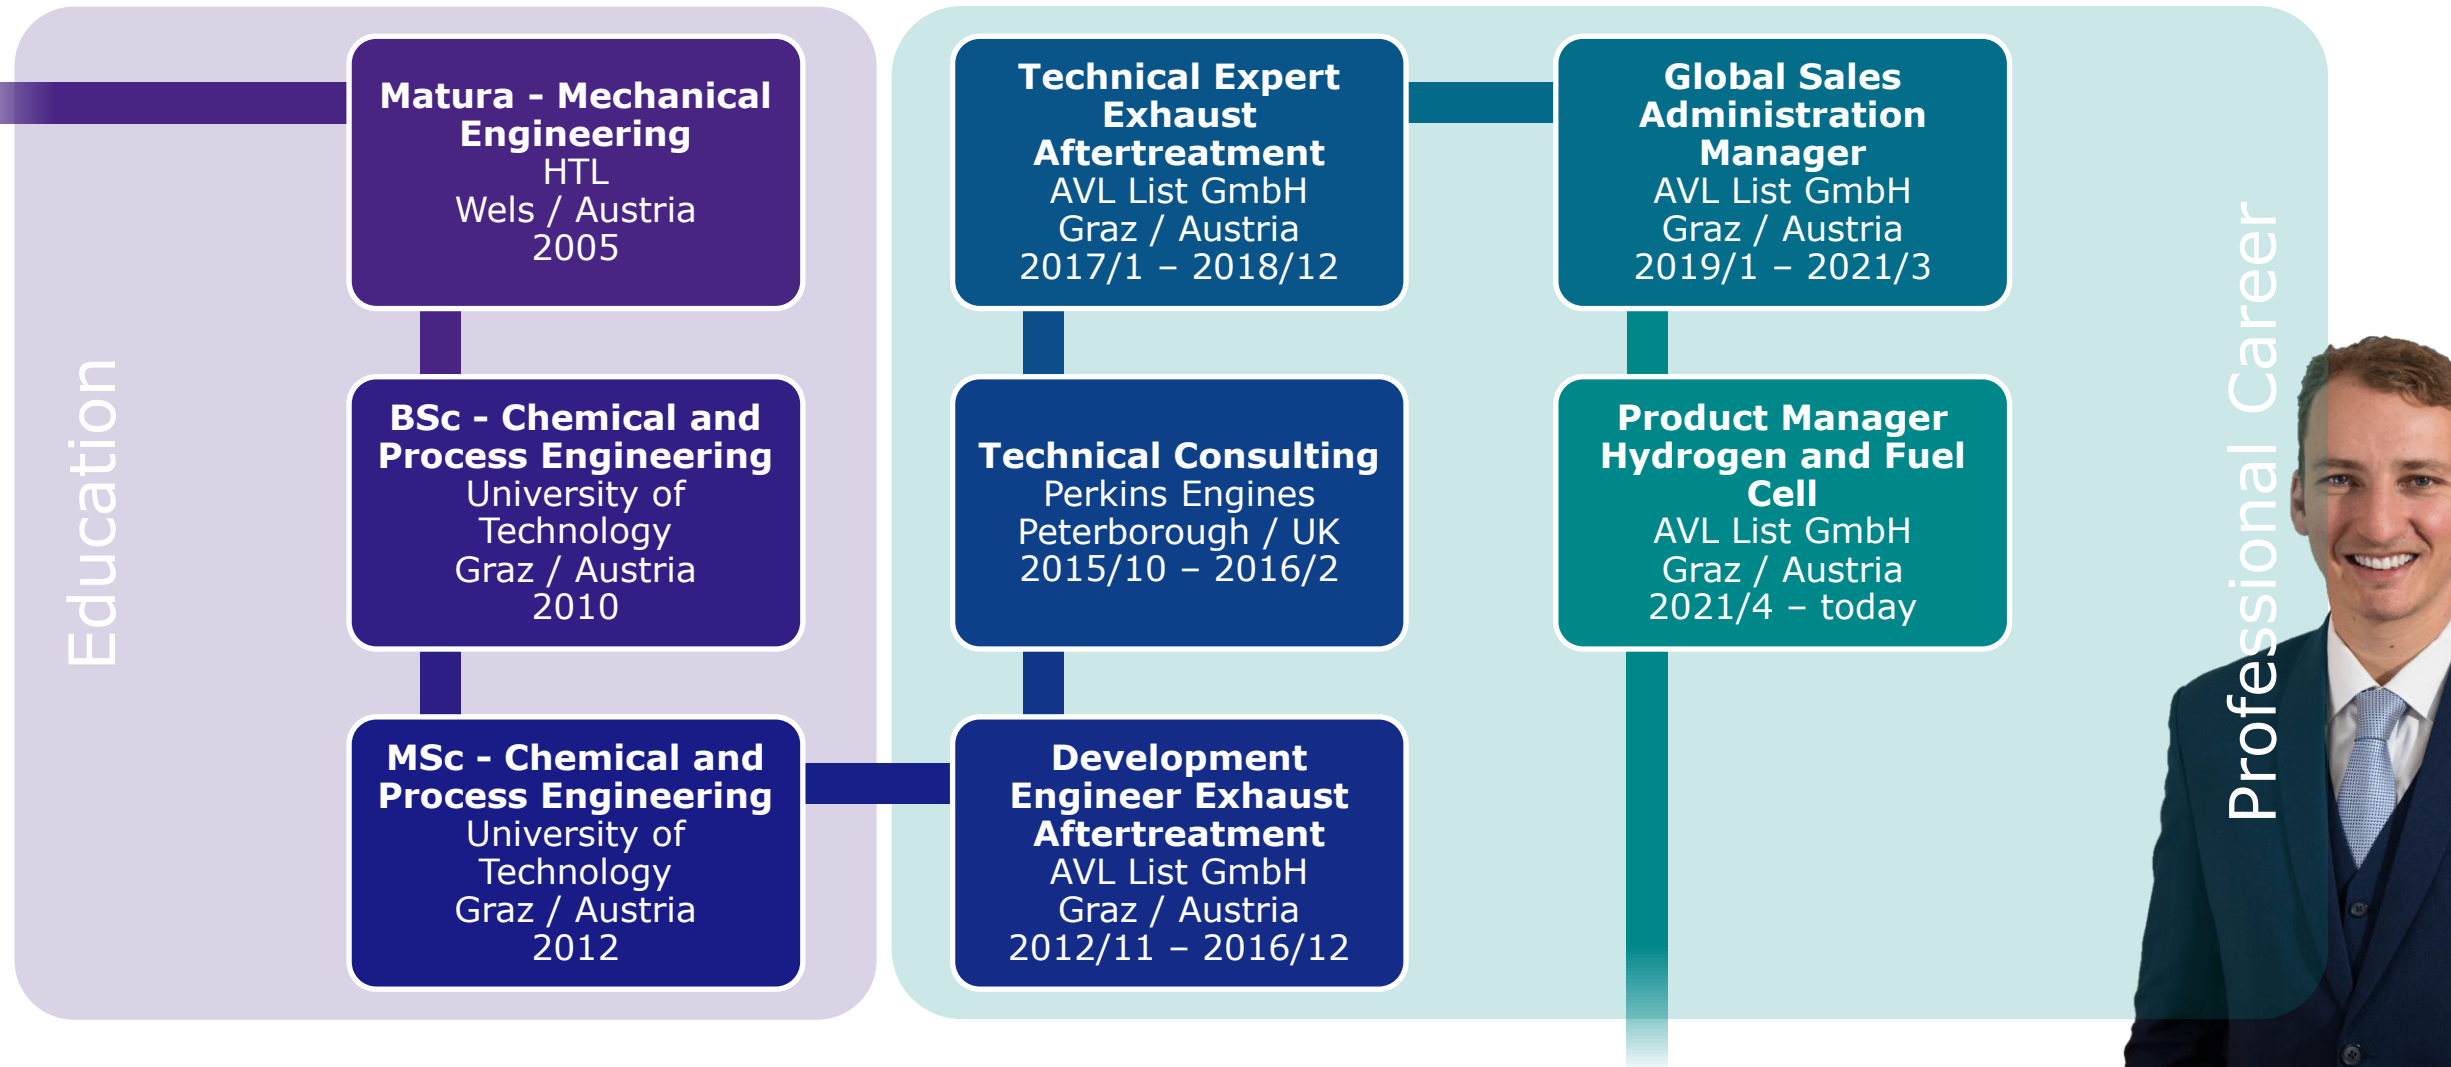 Education
Matura - Mechanical
Engineering
HTL
Wels / Austria
2005
BSc - Chemical and
Process Engineering
University of
Technology
Graz / Austria
2010
MSc - Chemical and
Process Engineering
University of
Technology
Graz / Austria
2012
Development
Engineer Exhaust
Aftertreatment
AVL List GmbH
Graz / Austria
2012/11 – 2016/12
Technical Consulting
Perkins Engines
Peterborough / UK
2015/10 – 2016/2
Technical Expert
Exhaust
Aftertreatment
AVL List GmbH
Graz / Austria
2017/1 – 2018/12
Global Sales
Administration
Manager
AVL List GmbH
Graz / Austria
2019/1 – 2021/3
Product Manager
Hydrogen and Fuel
Cell
AVL List GmbH
Graz / Austria
2021/4 – today
Professional Career